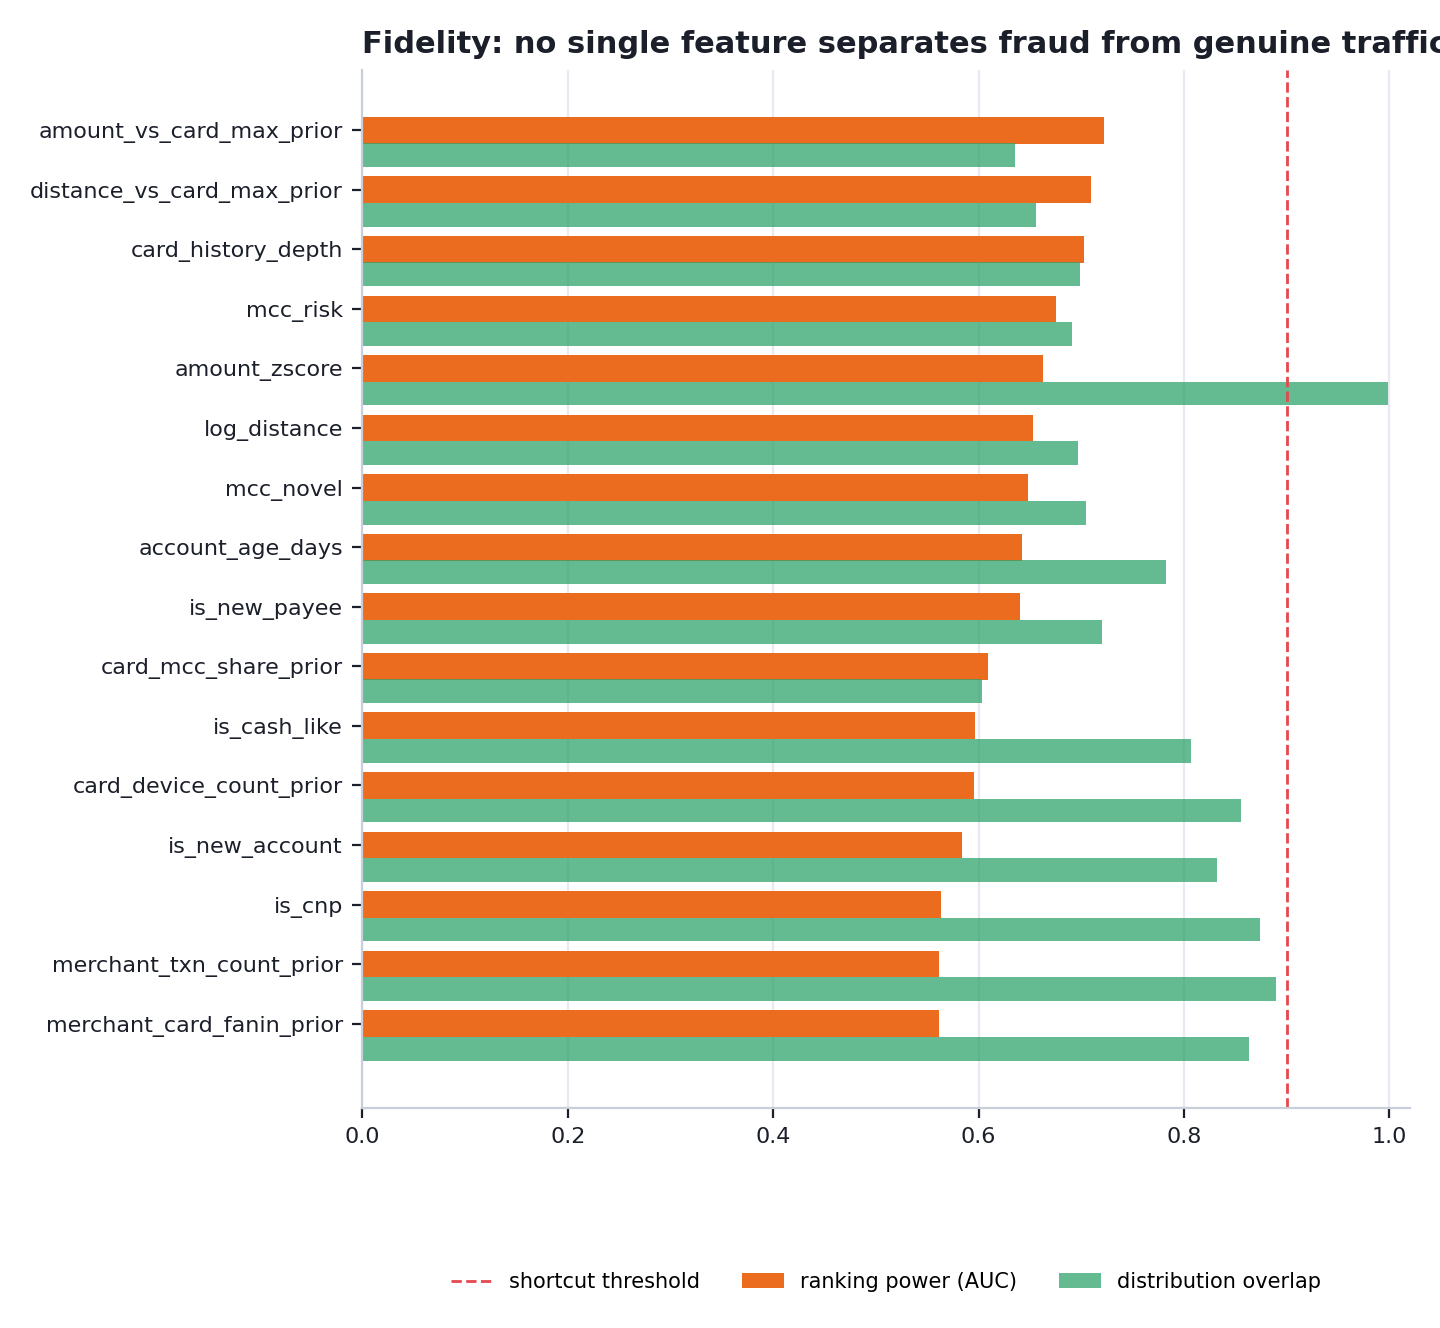 Fidelity: no single feature separates fraud from genuine traffic
amount_vs_card_max_prior
distance_vs_card_max_prior
card_history_depth
mcc_risk
amount_zscore
log_distance
mcc_novel
account_age_days
is_new_payee
card_mcc_share_prior
is_cash_like
card_device_count_prior
is_new_account
is_cnp
merchant_txn_count_prior
merchant_card_fanin_prior
0.0 0.2 0.4 0.6 0.8 1.0
shortcut threshold ranking power (AUC) distribution overlap